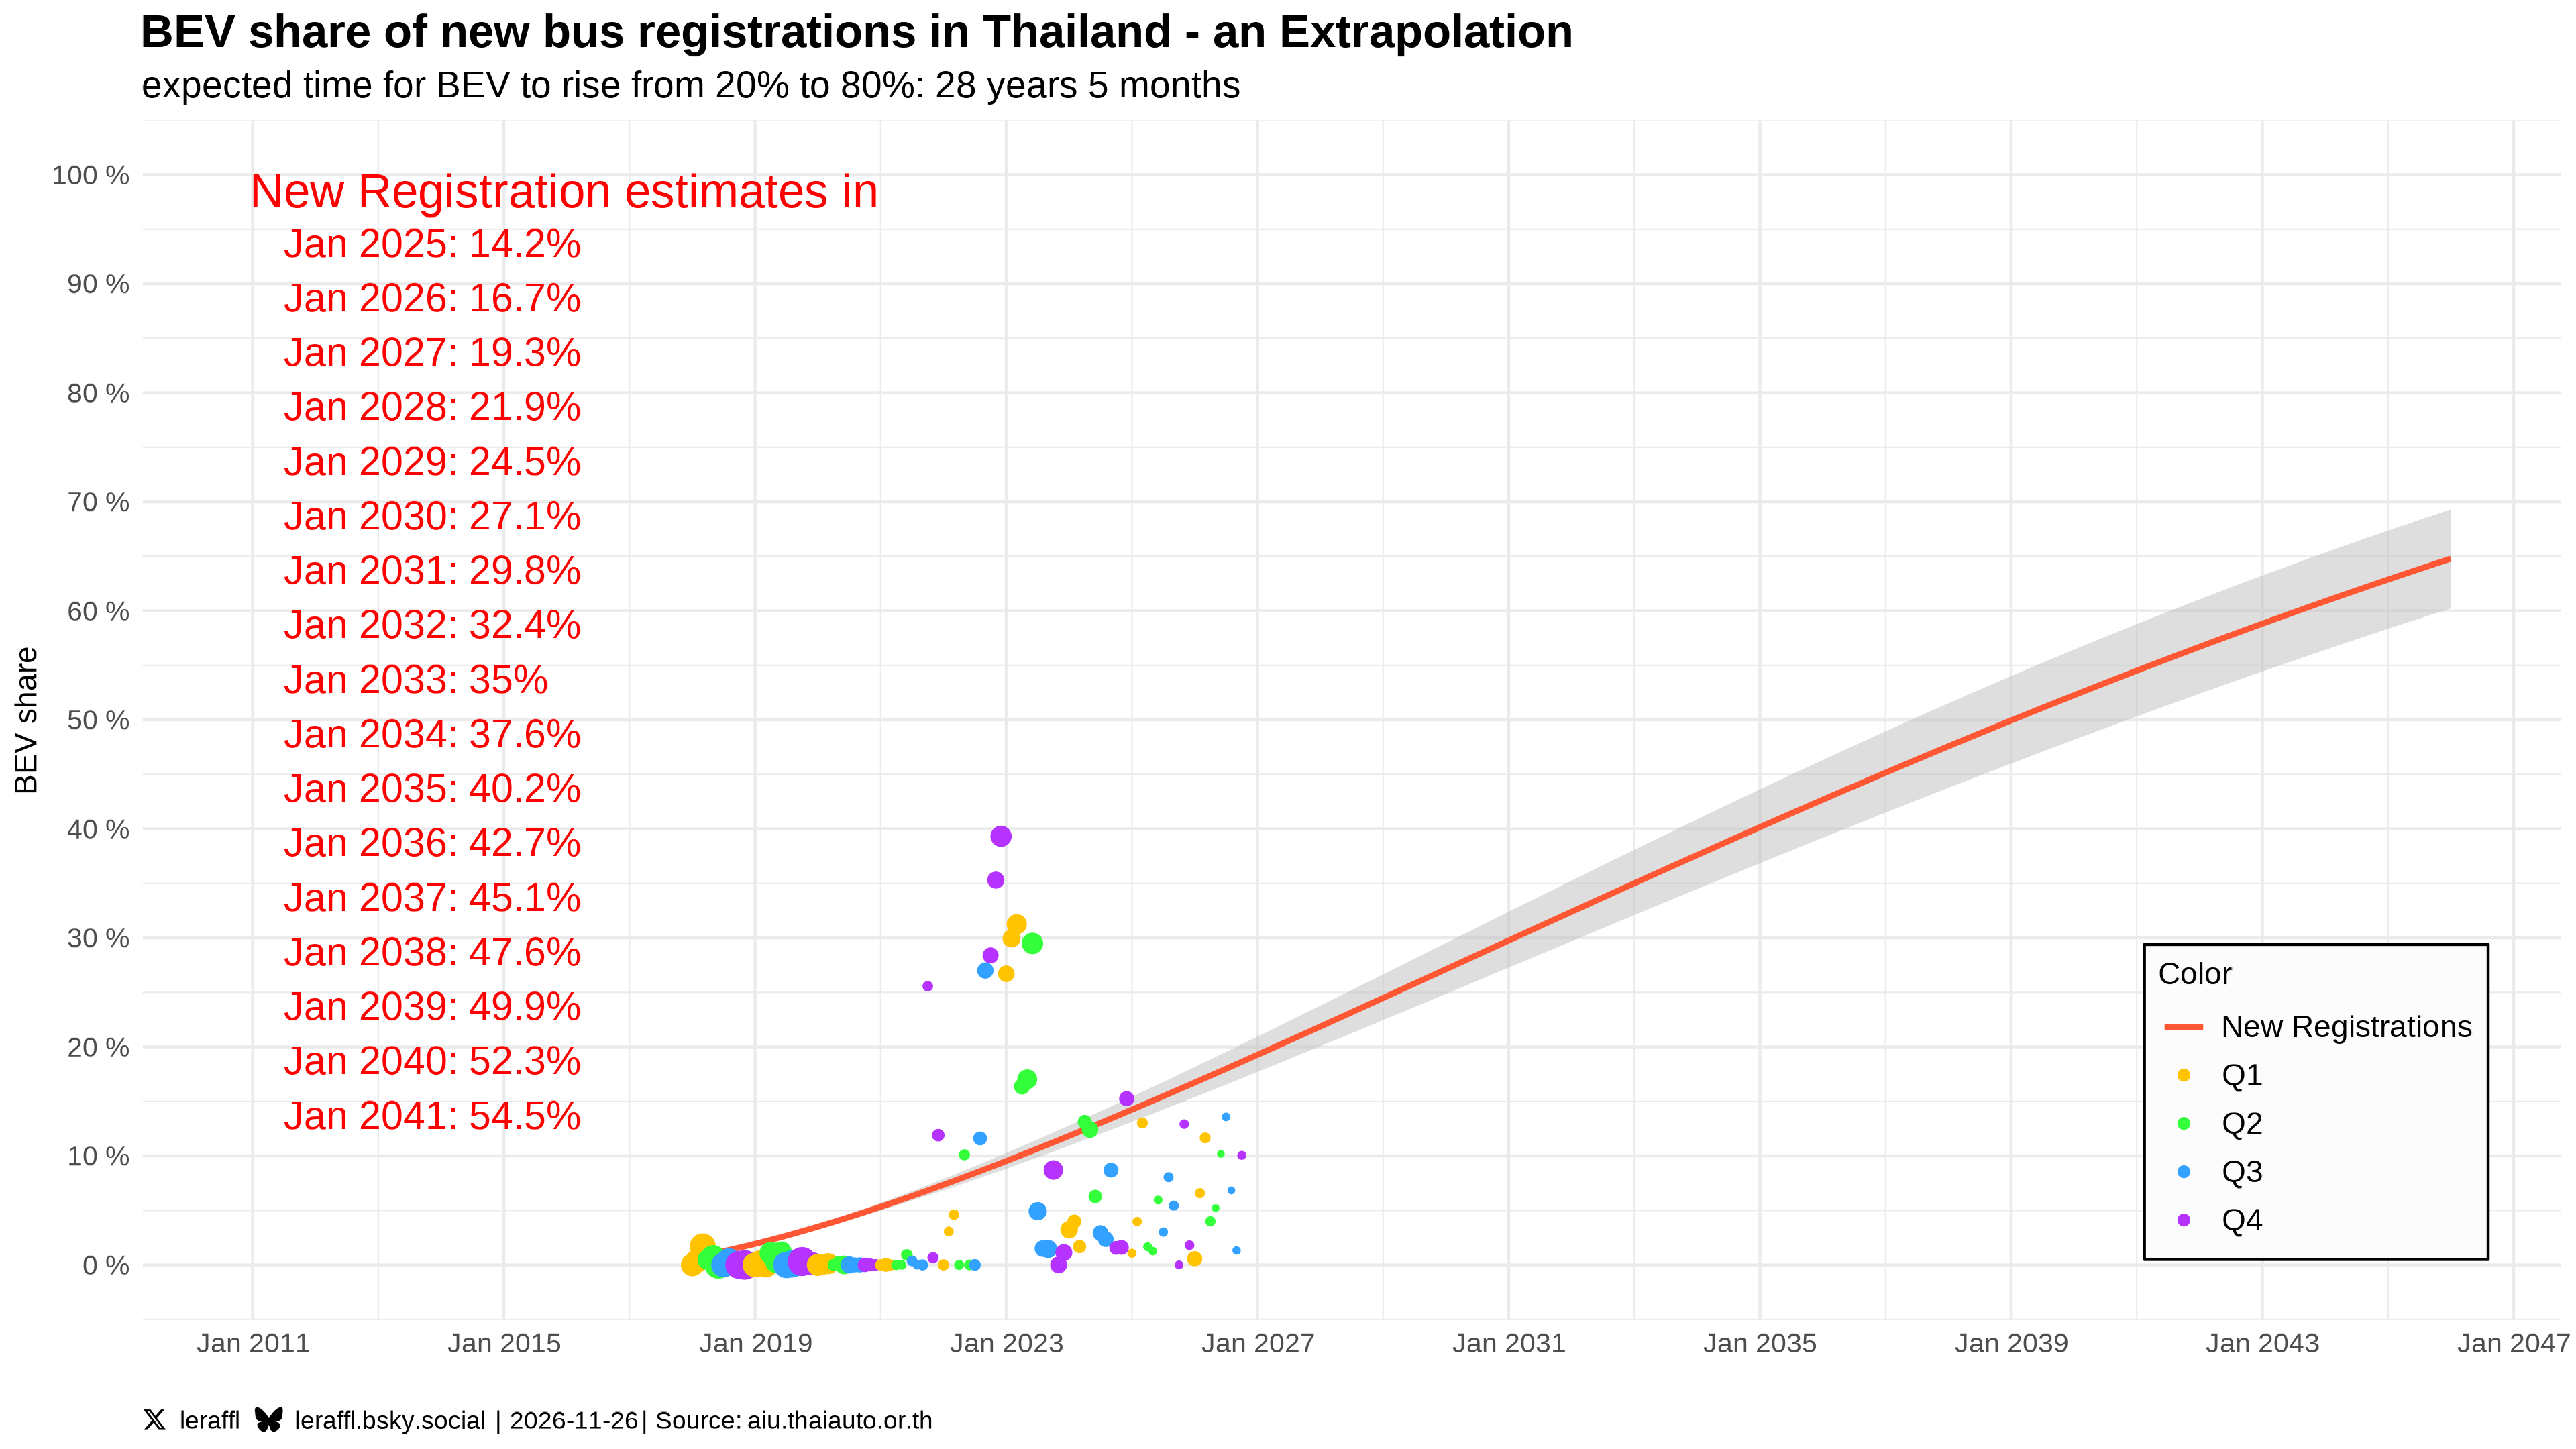 BEV share of new bus registrations in Thailand - an Extrapolation
expected time for BEV to rise from 20% to 80%: 28 years 5 months
New Registration estimates in
Jan 2025: 14.2%
Jan 2026: 16.7%
Jan 2027: 19.3%
Jan 2028: 21.9%
Jan 2029: 24.5%
Jan 2030: 27.1%
Jan 2031: 29.8%
Jan 2032: 32.4%
Jan 2033: 35%
Jan 2034: 37.6%
Jan 2035: 40.2%
Jan 2036: 42.7%
Jan 2037: 45.1%
Jan 2038: 47.6%
Jan 2039: 49.9%
Jan 2040: 52.3%
Jan 2041: 54.5%
100 %
90 %
80 %
70 %
60 %
50 %
40 %
30 %
20 %
10 %
0 %
BEV share
Color
New Registrations
Q1
Q2
Q3
Q4
Jan 2011 Jan 2015 Jan 2019 Jan 2023 Jan 2027 Jan 2031 Jan 2035 Jan 2039 Jan 2043 Jan 2047
leraffl leraffl.bsky.social | 2026-11-26| Source: aiu.thaiauto.or.th